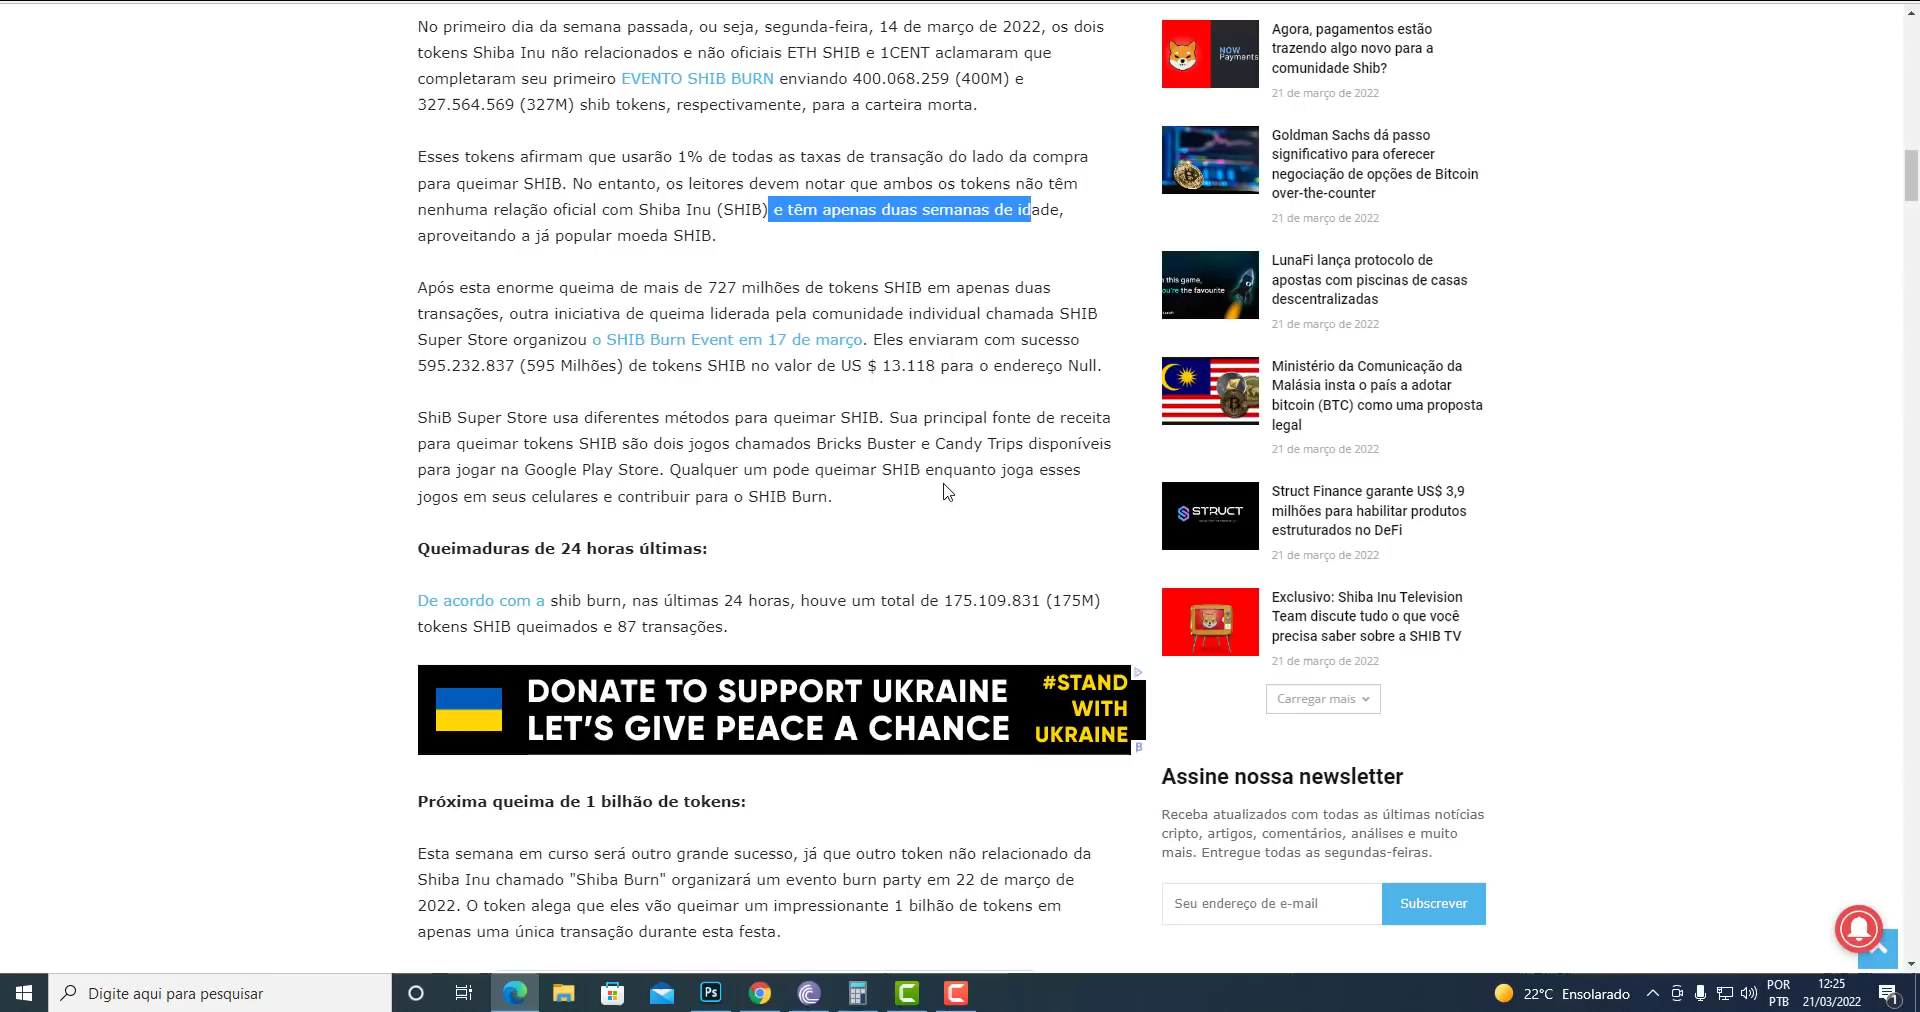 No primeiro dia da semana passada, ou seja, segunda-feira, 14 de março de 2022, os dois
tokens Shiba Inu não relacionados e não oficiais ETH SHIB e 1CENT aclamaram que
completaram seu primeiro EVENTO SHIB BURN enviando 400.068.259 (400M) e
327.564.569 (327M) shib tokens, respectivamente, para a carteira morta.
Esses tokens afirmam que usarão 1% de todas as taxas de transação do lado da compra
para queimar SHIB. No entanto, os leitores devem notar que ambos os tokens não têm
nenhuma relação oficial com Shiba Inu (SHIB) e têm apenas duas semanas de idade,
aproveitando a já popular moeda SHIB.
Após esta enorme queima de mais de 727 milhões de tokens SHIB em apenas duas
transações, outra iniciativa de queima liderada pela comunidade individual chamada SHIB
Super Store organizou o SHIB Burn Event em 17 de março. Eles enviaram com sucesso
595.232.837 (595 Milhões) de tokens SHIB no valor de US $ 13.118 para o endereço Null.
ShiB Super Store usa diferentes métodos para queimar SHIB. Sua principal fonte de receita
para queimar tokens SHIB são dois jogos chamados Bricks Buster e Candy Trips disponíveis
para jogar na Google Play Store. Qualquer um pode queimar SHIB enquanto joga esses
jogos em seus celulares e contribuir para o SHIB Burn.
Queimaduras de 24 horas últimas:
De acordo com a shib burn, nas últimas 24 horas, houve um total de 175.109.831 (175M)
tokens SHIB queimados e 87 transações.
DONATE TO SUPPORT UKRAINE
LET'S GIVE PEACE A CHANCE
#STAND
WITH
UKRAINE
B
Próxima queima de 1 bilhão de tokens:
Esta semana em curso será outro grande sucesso, já que outro token não relacionado da
Shiba Inu chamado "Shiba Burn" organizará um evento burn party em 22 de março de
2022. O token alega que eles vão queimar um impressionante 1 bilhão de tokens em
apenas uma única transação durante esta festa.
NOW
Payments
Agora, pagamentos estão
trazendo algo novo para a
comunidade Shib?
21 de março de 2022
Goldman Sachs dá passo
significativo para oferecer
negociação de opções de Bitcoin
over-the-counter
21 de março de 2022
n this game,
ou're the favourite
LunaFi lança protocolo de
apostas com piscinas de casas
descentralizadas
21 de março de 2022
Ministério da Comunicação da
Malásia insta o país a adotar
bitcoin (BTC) como uma proposta
legal
21 de março de 2022
STRUCT
Struct Finance garante US$ 3,9
milhões para habilitar produtos
estruturados no DeFi
21 de março de 2022
Exclusivo: Shiba Inu Television
Team discute tudo o que você
precisa saber sobre a SHIB TV
21 de março de 2022
Carregar mais
Assine nossa newsletter
Receba atualizados com todas as últimas notícias
cripto, artigos, comentários, análises e muito
mais. Entregue todas as segundas-feiras.
Seu endereço de e-mail
Subscrever
Digite aqui para pesquisar
Ps
22°C Ensolarado
POR
PTB
12:25
21/03/2022
1